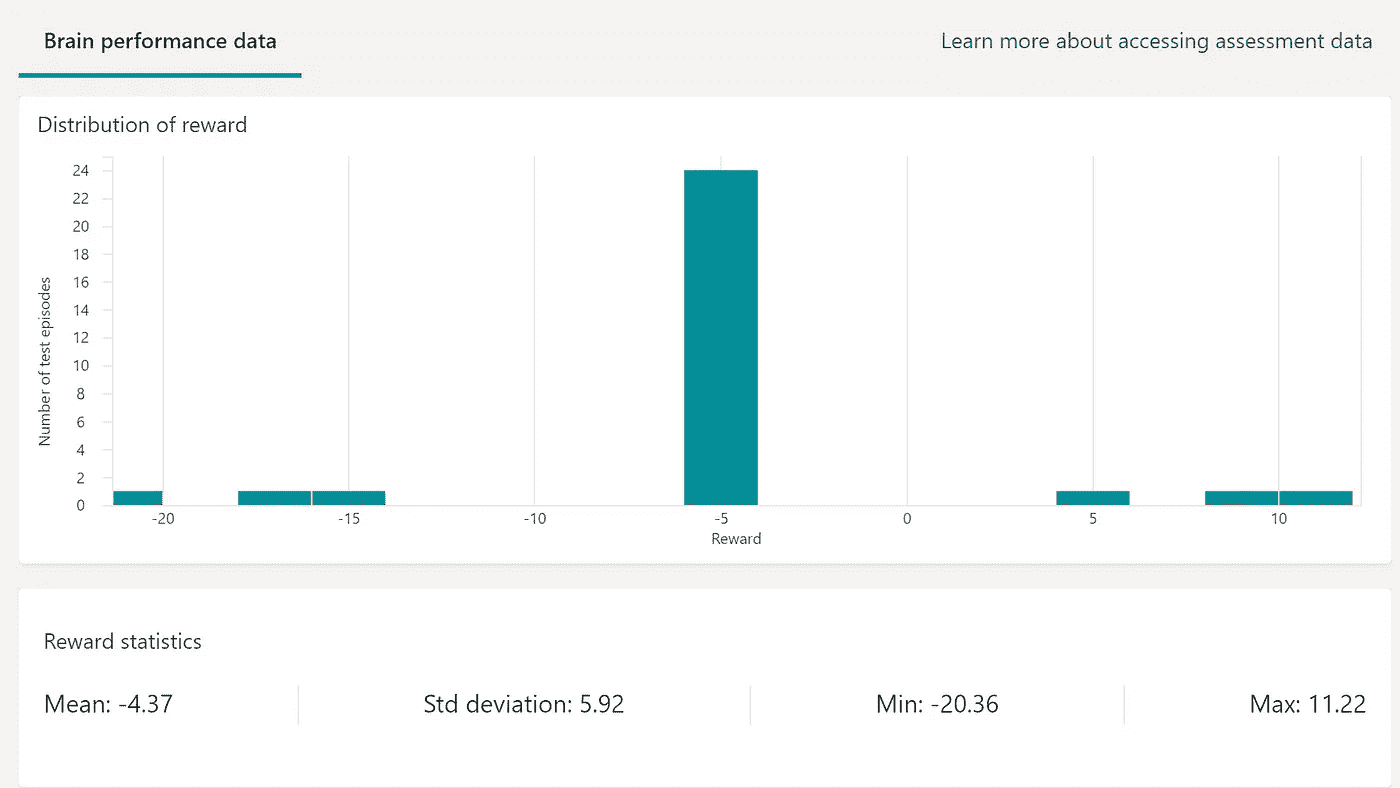 Brain performance data
Learn more about accessing assessment data
Distribution of reward
24
22
20
18
16
14
12
10
8
6
4
2
0
Number of test episodes
-20
-15
-10
-5
0
5
10
Reward
Reward statistics
Mean: -4.37
Std deviation: 5.92
Min: -20.36
Max: 11.22